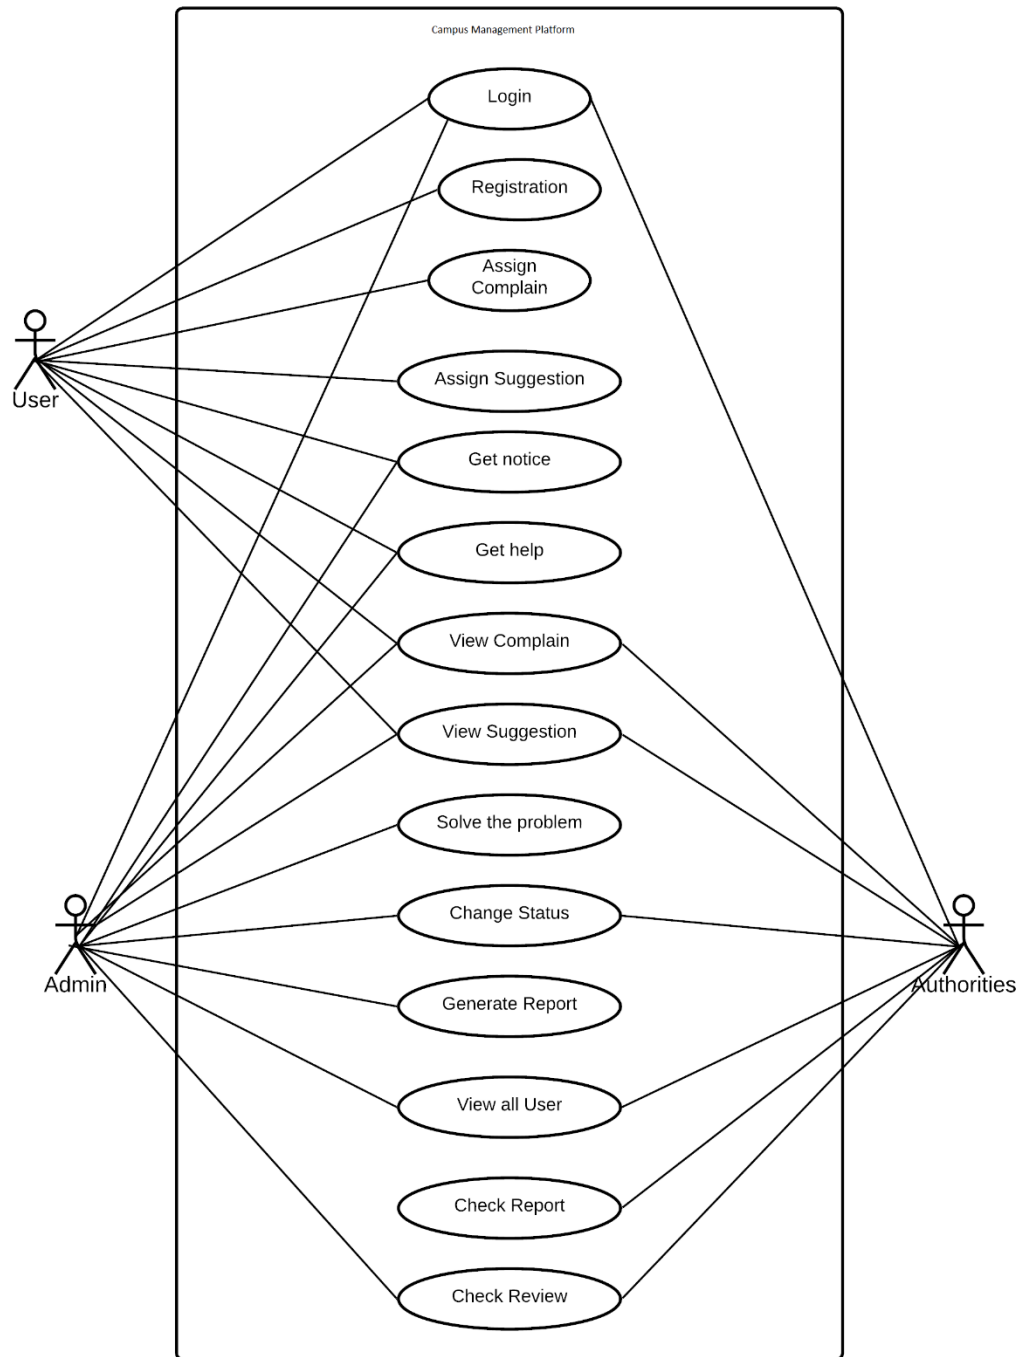 Campus Management Platform
Login
Registration
Assign
Complain
User
Assign Suggestion
Get notice
Get help
View Complain
View Suggestion
Solve the problem
Change Status
Admin
Authorities
Generate Report
View all User
Check Report
Check Review